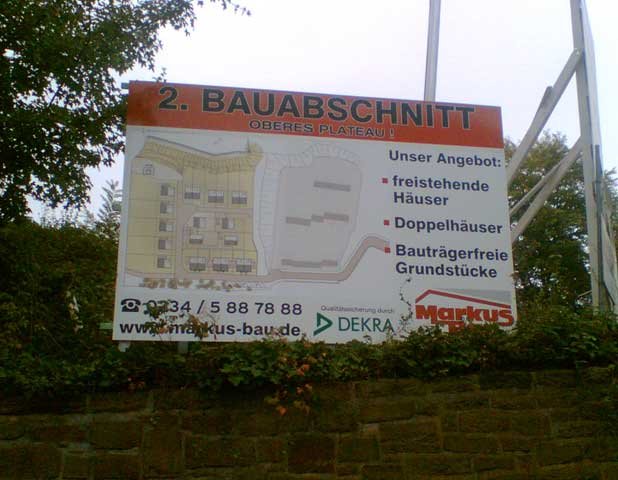 2. BAUABSCHNITT
OBERES PLATEAU !
Unser Angebot:
freistehende
Häuser
Doppelhäuser
Bauträgerfreie
Grundstücke
0234 / 5 88 78 88
www.markus-bau.de
Qualitätssicherung durch
DEKRA
Markus